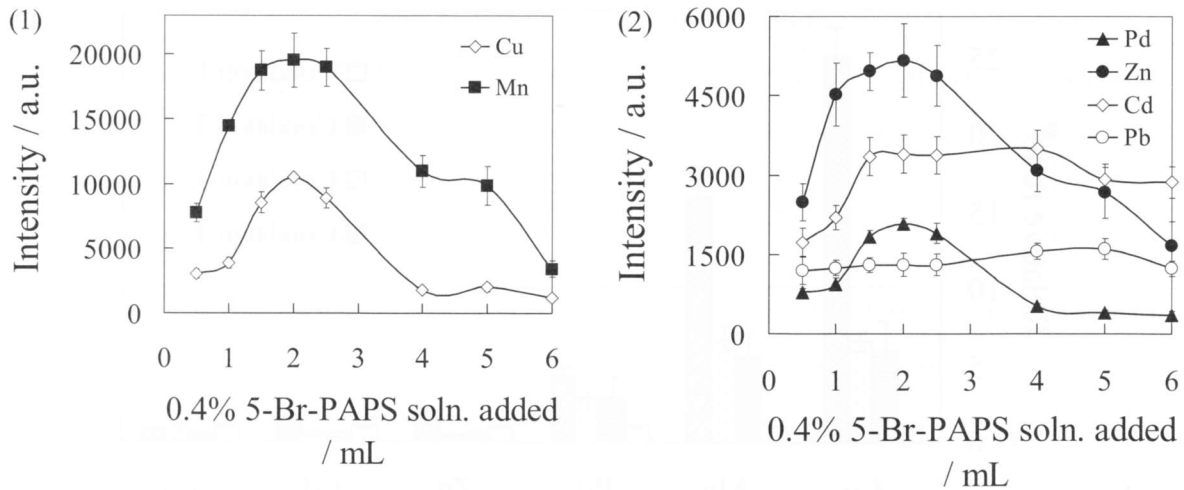 (1)
Intensity / a.u.
20000
15000
10000
5000
0
Cu
Mn
0 1 2 3 4 5 6
0.4% 5-Br-PAPS soln. added
/ mL
(2)
Intensity / a.u.
6000
4500
3000
1500
0
Pd
Zn
Cd
Pb
0 1 2 3 4 5 6
0.4% 5-Br-PAPS soln. added
/ mL